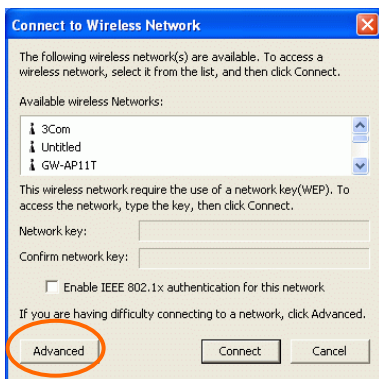 Connect to Wireless Network
The following wireless network(s) are available. To access a
wireless network, select it from the list, and then click Connect.
Available wireless Networks:
3Com
Untitled
GW-AP11T
This wireless network require the use of a network key(WEP). To
access the network, type the key, then click Connect.
Network key:
Confirm network key:
Enable IEEE 802.1x authentication for this network
If you are having difficulty connecting to a network, click Advanced.
Advanced Connect Cancel